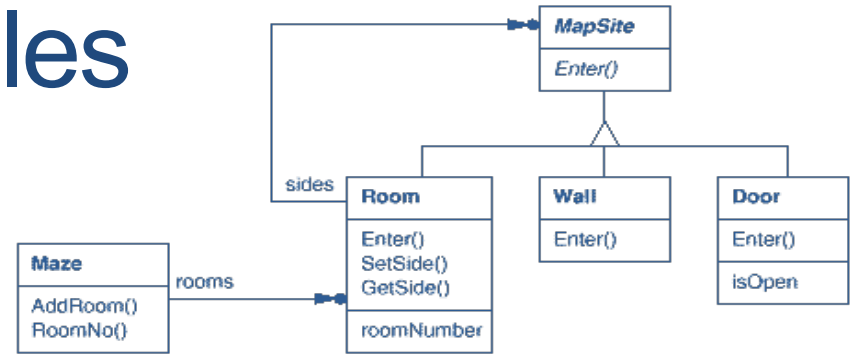 les
MapSite
Enter()
sides
Room
Enter()
SetSide()
GetSide()
roomNumber
Wall
Enter()
Door
Enter()
isOpen
Maze
AddRoom()
RoomNo()
rooms